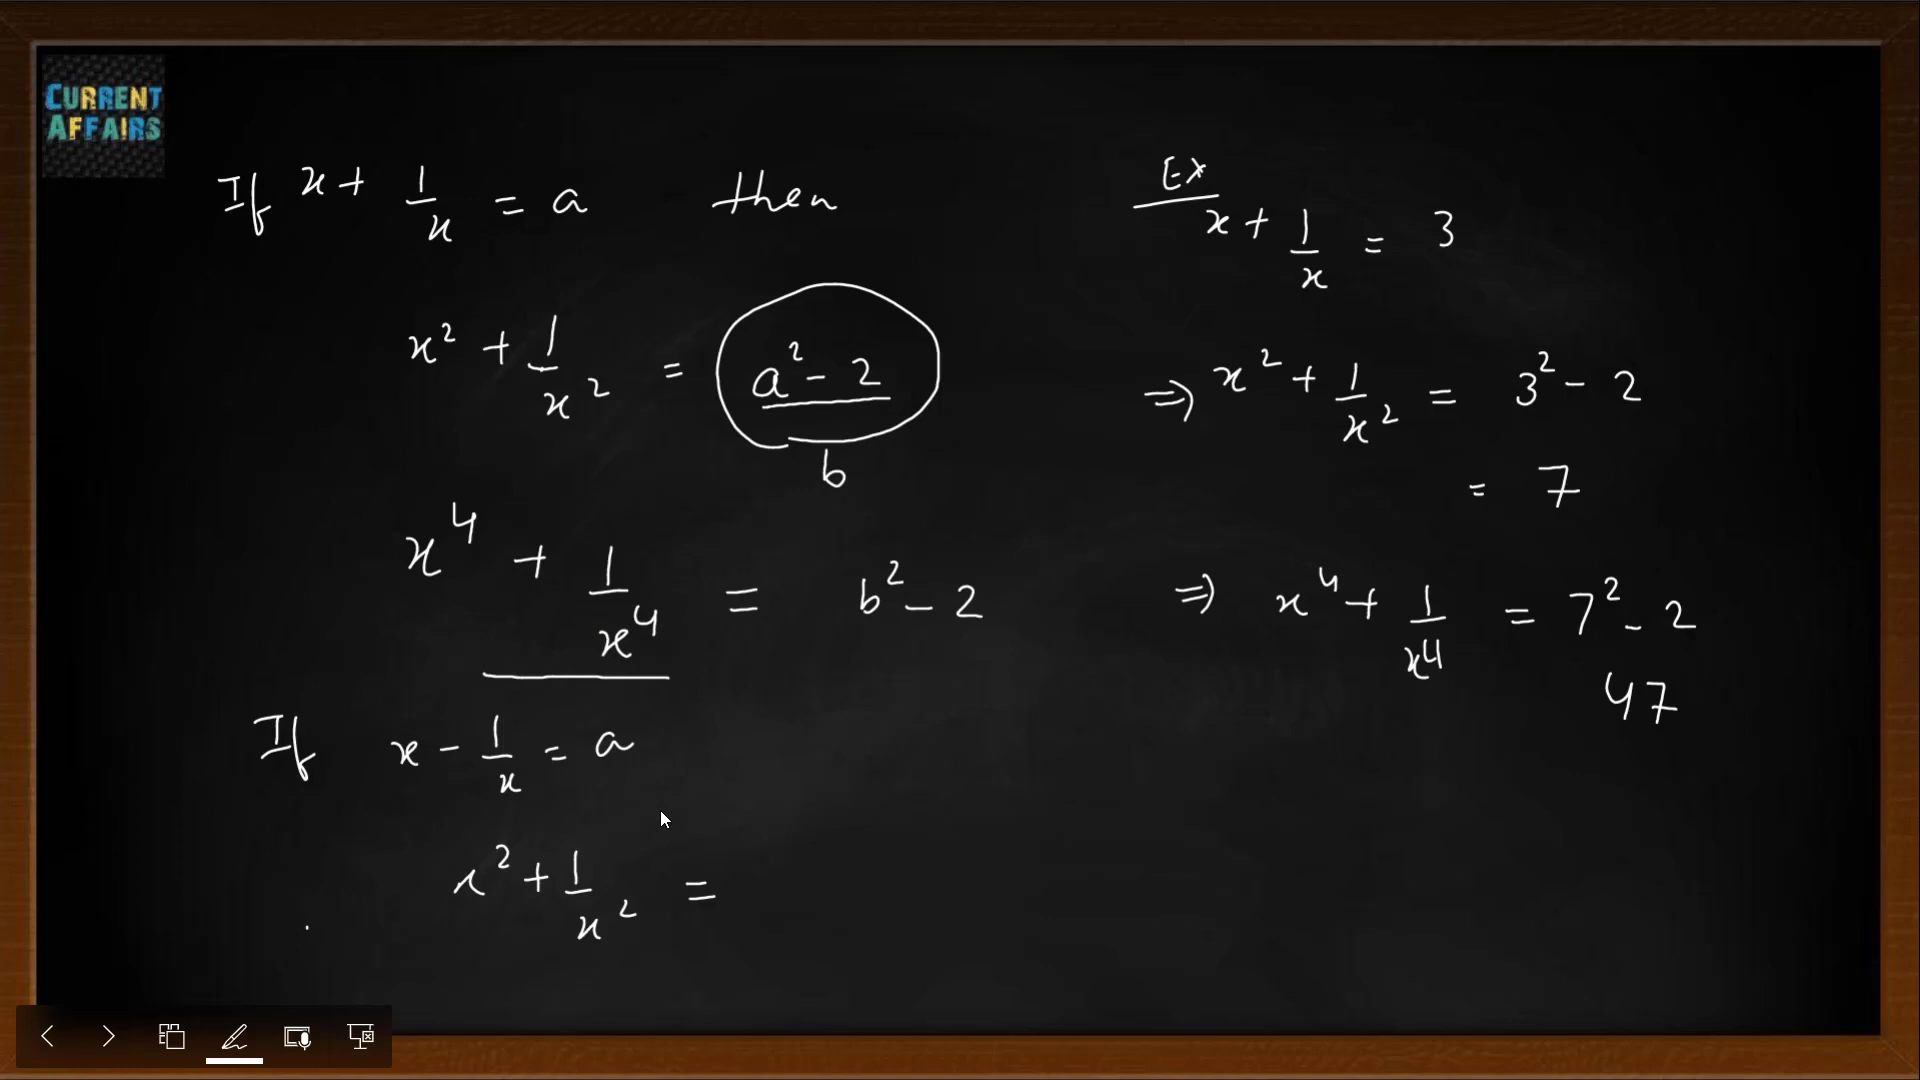 CURRENT
AFFAIRS
If x + 1/x = a then
x² + 1/x² = a² - 2
b
x⁴ + 1/x⁴ = b² - 2
If x - 1/x = a
x² + 1/x² =
Ex
x + 1/x = 3
⇒ x² + 1/x² = 3² - 2
= 7
⇒ x⁴ + 1/x⁴ = 7² - 2
47